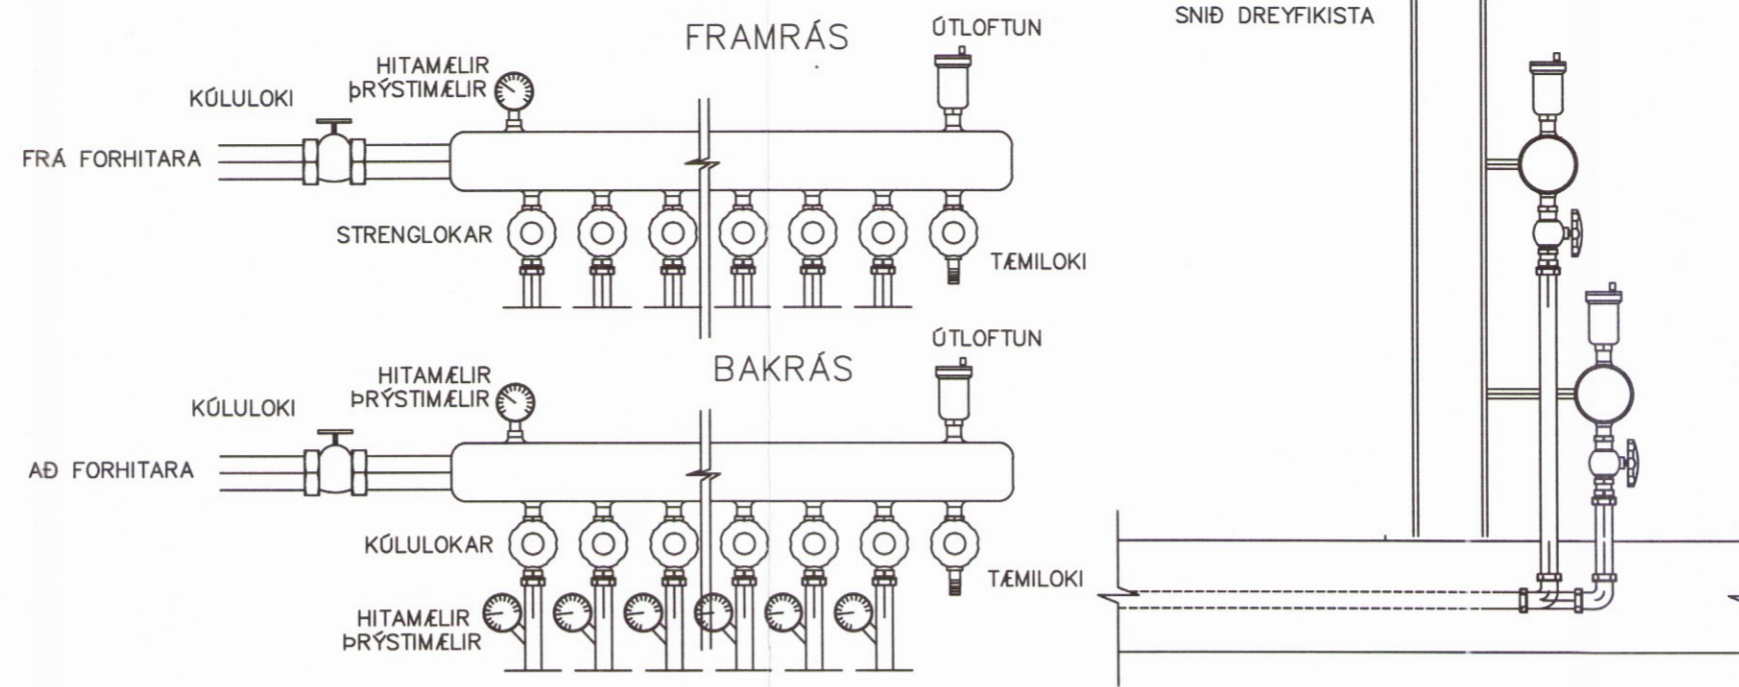 FRAMRÁS
ÚTLOFTUN
HITAMÆLIR
ÞRÝSTIMÆLIR
KÚLULOKI
FRÁ FORHITARA
STRENGLOKAR
TÆMILOKI
BAKRÁS
ÚTLOFTUN
HITAMÆLIR
ÞRÝSTIMÆLIR
KÚLULOKI
AÐ FORHITARA
KÚLULOKAR
TÆMILOKI
HITAMÆLIR
ÞRÝSTIMÆLIR
SNIÐ DREYFIKISTA